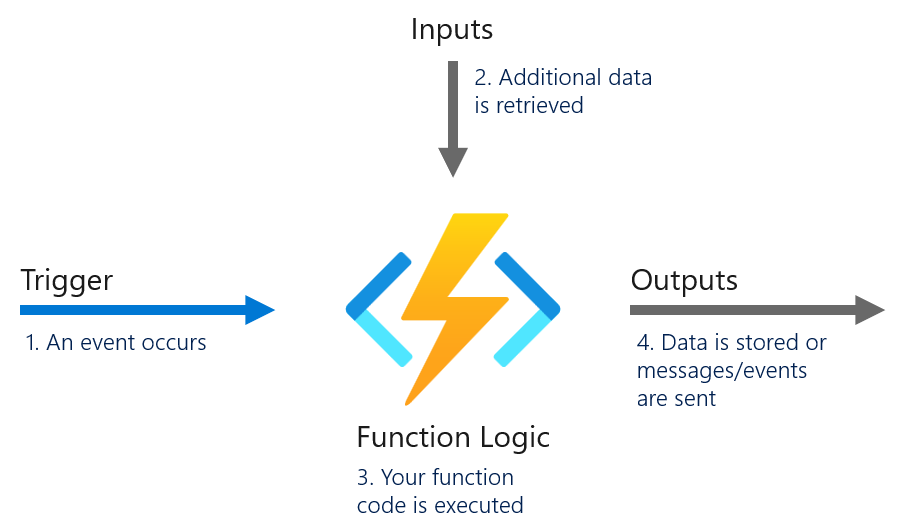 Inputs
2. Additional data
is retrieved
Trigger
1. An event occurs
Function Logic
3. Your function
code is executed
Outputs
4. Data is stored or
messages/events
are sent